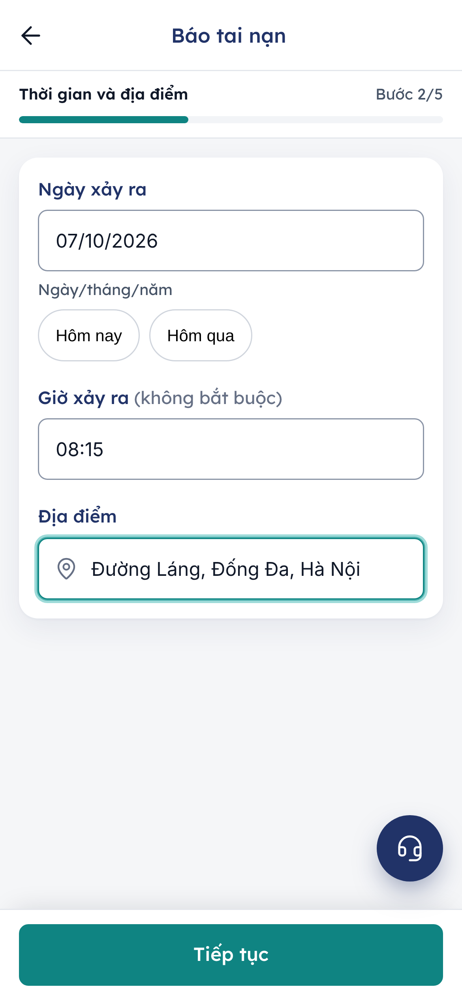 Báo tai nạn
Thời gian và địa điểm
Bước 2/5
Ngày xảy ra
07/10/2026
Ngày/tháng/năm
Hôm nay
Hôm qua
Giờ xảy ra (không bắt buộc)
08:15
Địa điểm
Đường Láng, Đống Đa, Hà Nội
Tiếp tục